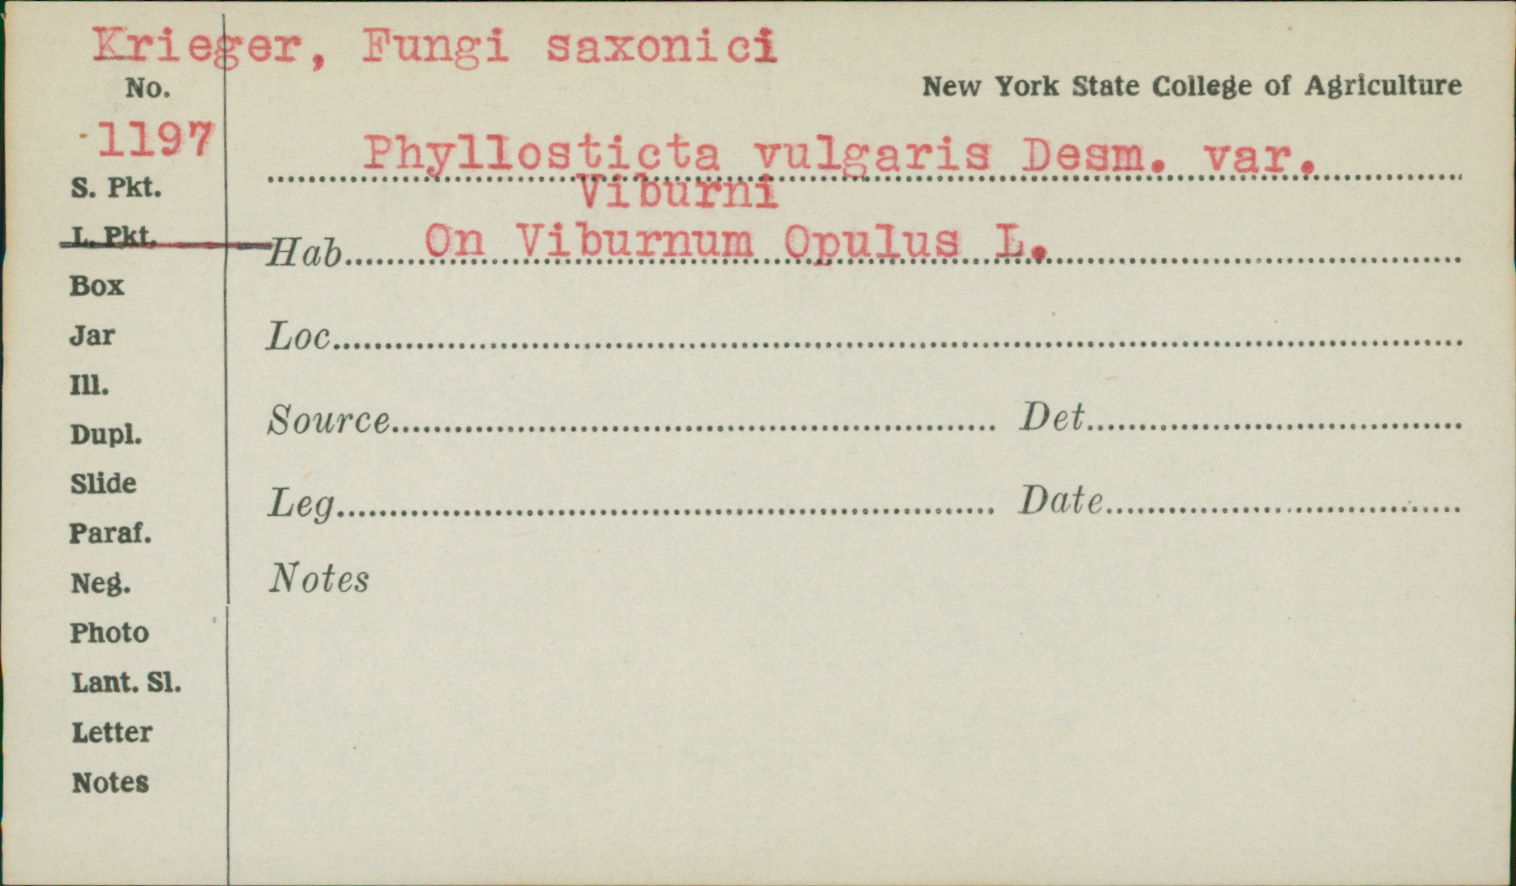 Krieger, Fungi saxonici
No.
New York State College of Agriculture
1197
Phyllosticta vulgaris Desm. var.
Viburni
S. Pkt.
L. Pkt.
Hab. On Viburnum Opulus L.
Box
Jar
Loc.
Ill.
Source Det.
Dupl.
Slide
Leg. Date
Paraf.
Neg.
Notes
Photo
Lant. Sl.
Letter
Notes